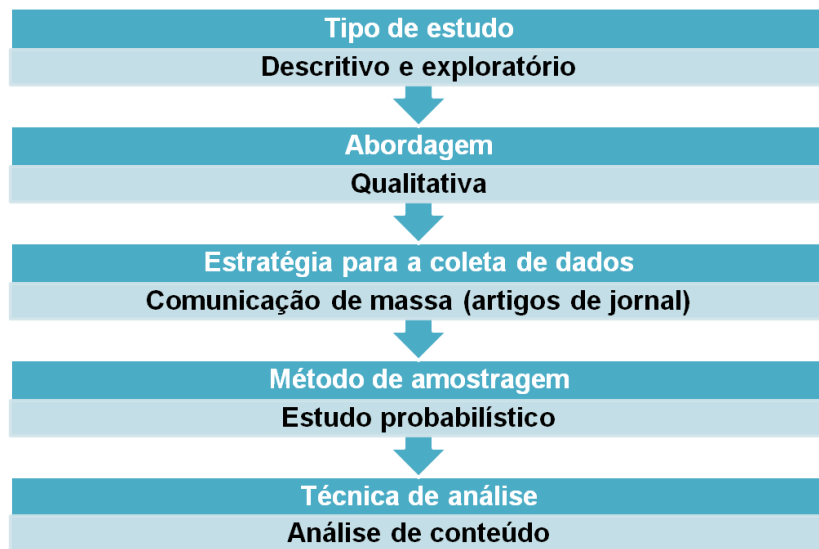 Tipo de estudo
Descritivo e exploratório
Abordagem
Qualitativa
Estratégia para a coleta de dados
Comunicação de massa (artigos de jornal)
Método de amostragem
Estudo probabilístico
Técnica de análise
Análise de conteúdo